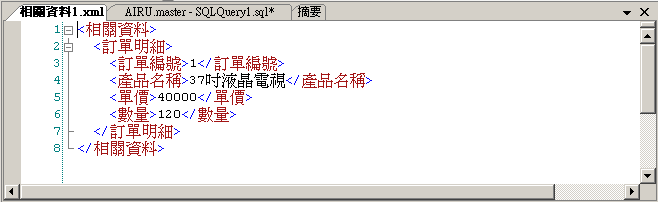 相關資料1.xml AIRU.master - SQLQuery1.sql* 摘要
1 <相關資料>
2 <訂單明細>
3 <訂單編號>1</訂單編號>
4 <產品名稱>37吋液晶電視</產品名稱>
5 <單價>40000</單價>
6 <數量>120</數量>
7 </訂單明細>
8 </相關資料>